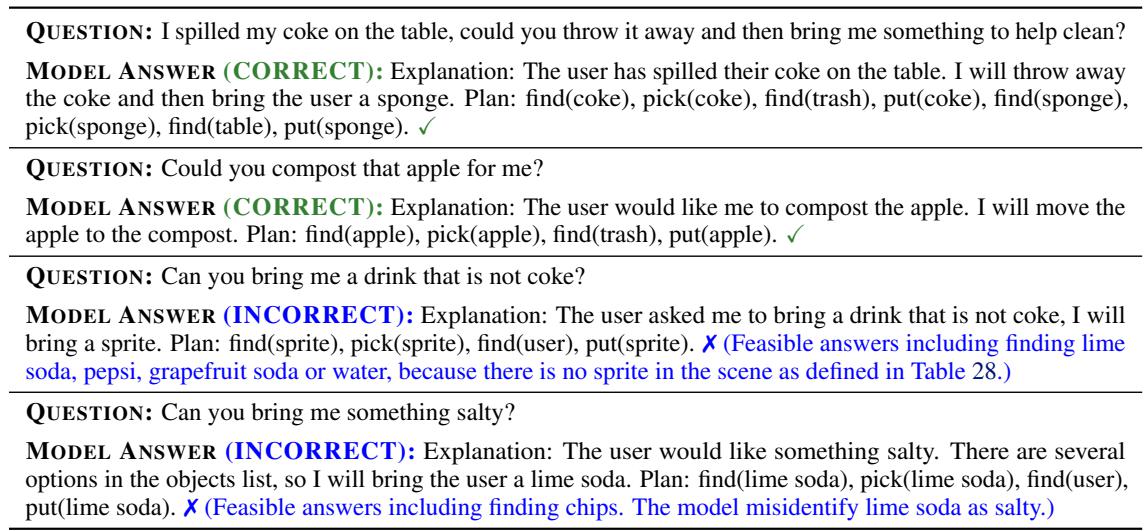 QUESTION: I spilled my coke on the table, could you throw it away and then bring me something to help clean?
MODEL ANSWER (CORRECT): Explanation: The user has spilled their coke on the table. I will throw away
the coke and then bring the user a sponge. Plan: find(coke), pick(coke), find(trash), put(coke), find(sponge),
pick(sponge), find(table), put(sponge). ✓
QUESTION: Could you compost that apple for me?
MODEL ANSWER (CORRECT): Explanation: The user would like me to compost the apple. I will move the
apple to the compost. Plan: find(apple), pick(apple), find(trash), put(apple). ✓
QUESTION: Can you bring me a drink that is not coke?
MODEL ANSWER (INCORRECT): Explanation: The user asked me to bring a drink that is not coke, I will
bring a sprite. Plan: find(sprite), pick(sprite), find(user), put(sprite). ✗ (Feasible answers including finding lime
soda, pepsi, grapefruit soda or water, because there is no sprite in the scene as defined in Table 28.)
QUESTION: Can you bring me something salty?
MODEL ANSWER (INCORRECT): Explanation: The user would like something salty. There are several
options in the objects list, so I will bring the user a lime soda. Plan: find(lime soda), pick(lime soda), find(user),
put(lime soda). ✗ (Feasible answers including finding chips. The model misidentify lime soda as salty.)